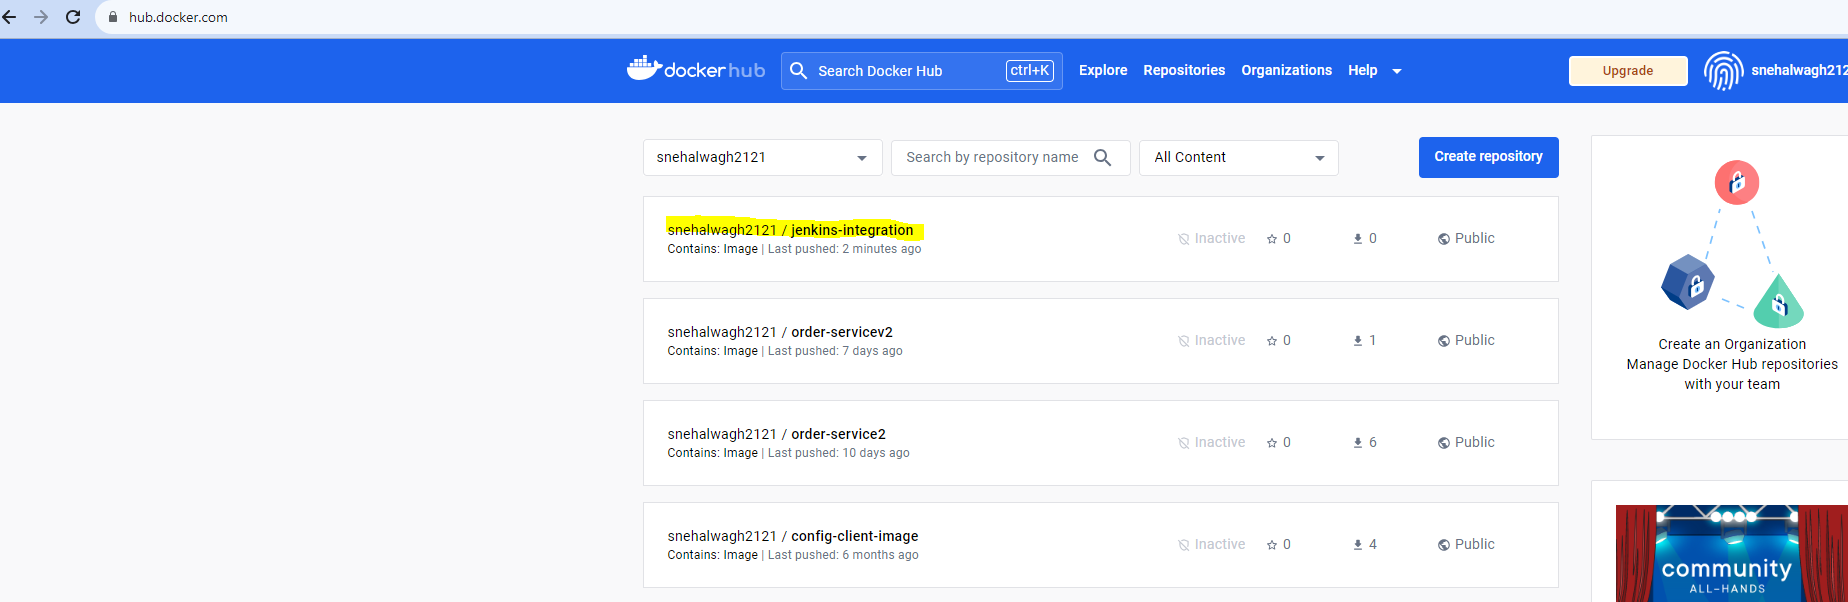 hub.docker.com
docker hub
Search Docker Hub
ctrl+K
Explore
Repositories
Organizations
Help
Upgrade
snehalwagh212
snehalwagh2121
Search by repository name
All Content
Create repository
snehalwagh2121 / jenkins-integration
Contains: Image | Last pushed: 2 minutes ago
Inactive
0
0
Public
snehalwagh2121 / order-servicev2
Contains: Image | Last pushed: 7 days ago
Inactive
0
1
Public
snehalwagh2121 / order-service2
Contains: Image | Last pushed: 10 days ago
Inactive
0
6
Public
snehalwagh2121 / config-client-image
Contains: Image | Last pushed: 6 months ago
Inactive
0
4
Public
Create an Organization
Manage Docker Hub repositories
with your team
community
ALL-HANDS